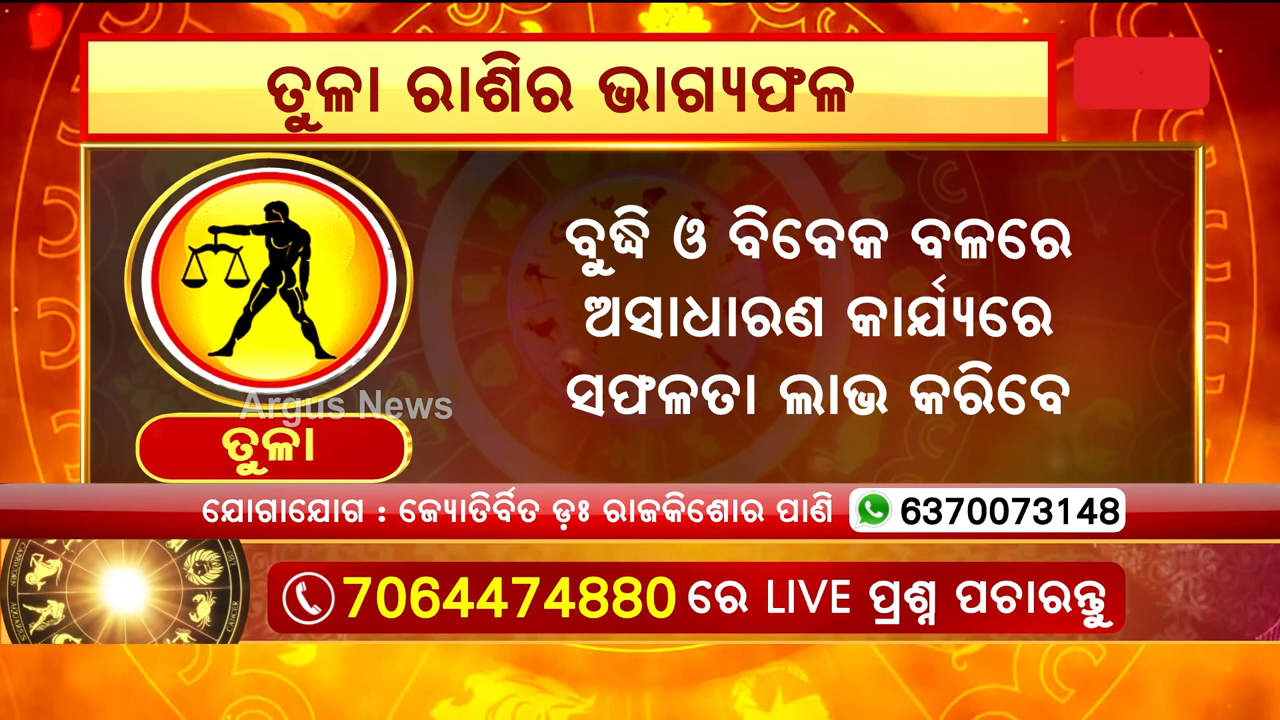 ତୁଳା ରାଶିର ଭାଗ୍ୟଫଳ
ବୁଦ୍ଧି ଓ ବିବେକ ବଳରେ
ଅସାଧାରଣ କାର୍ଯ୍ୟରେ
ସଫଳତା ଲାଭ କରିବେ
Argus News
ତୁଳା
ଯୋଗାଯୋଗ : ଜ୍ୟୋତିର୍ବିତ ଡ଼ଃ ରାଜକିଶୋର ପାଣି 6370073148
7064474880 ରେ LIVE ପ୍ରଶ୍ନ ପଚାରନ୍ତୁ